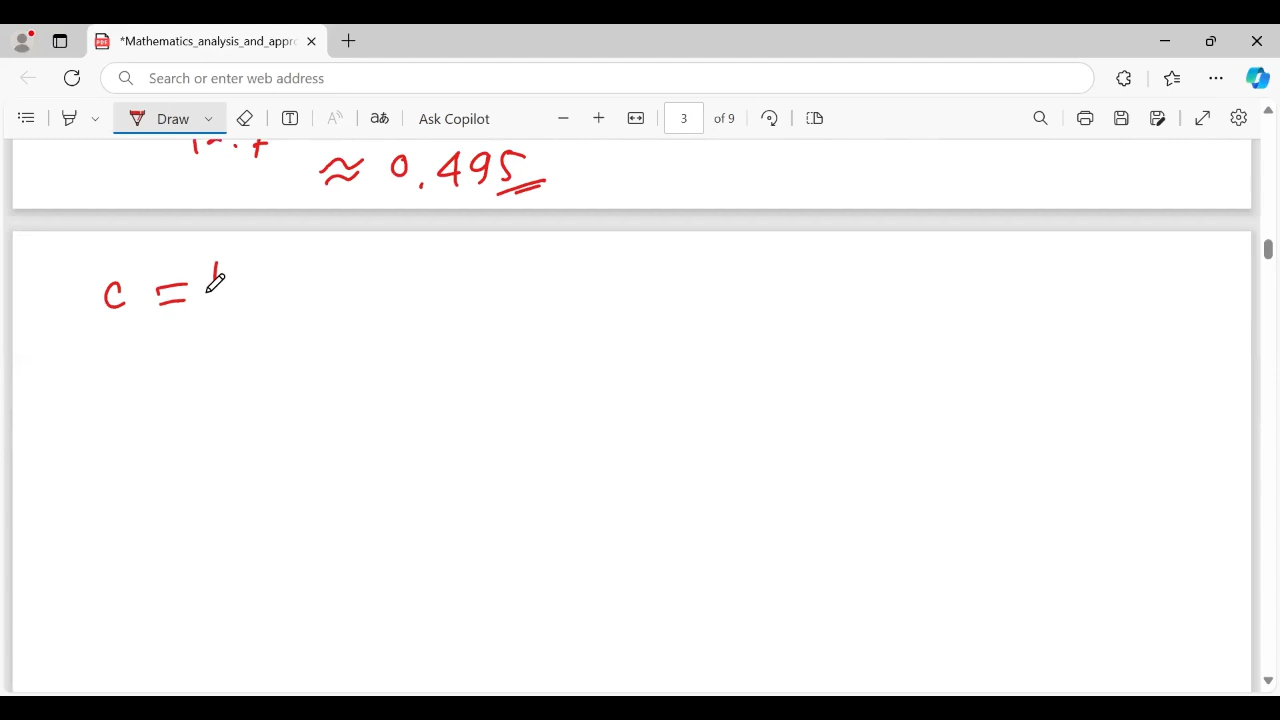 *Mathematics_analysis_and_appr
Search or enter web address
Draw
Ask Copilot
3
of 9
≈ 0.495
c =